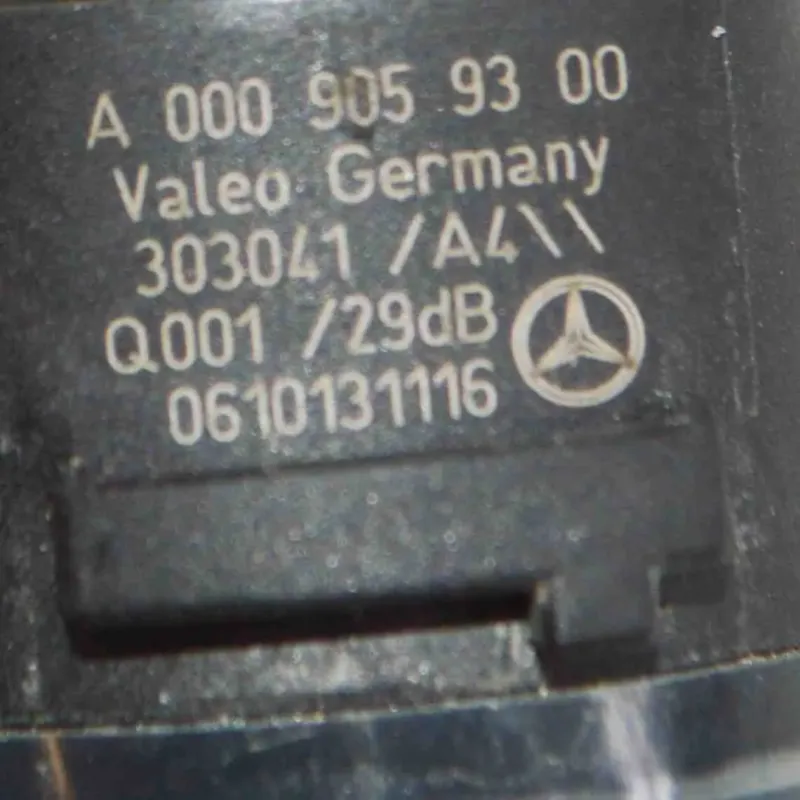 A 000 905 93 00
Valeo Germany
303041 /A4\\
Q001 /29dB
0610131116